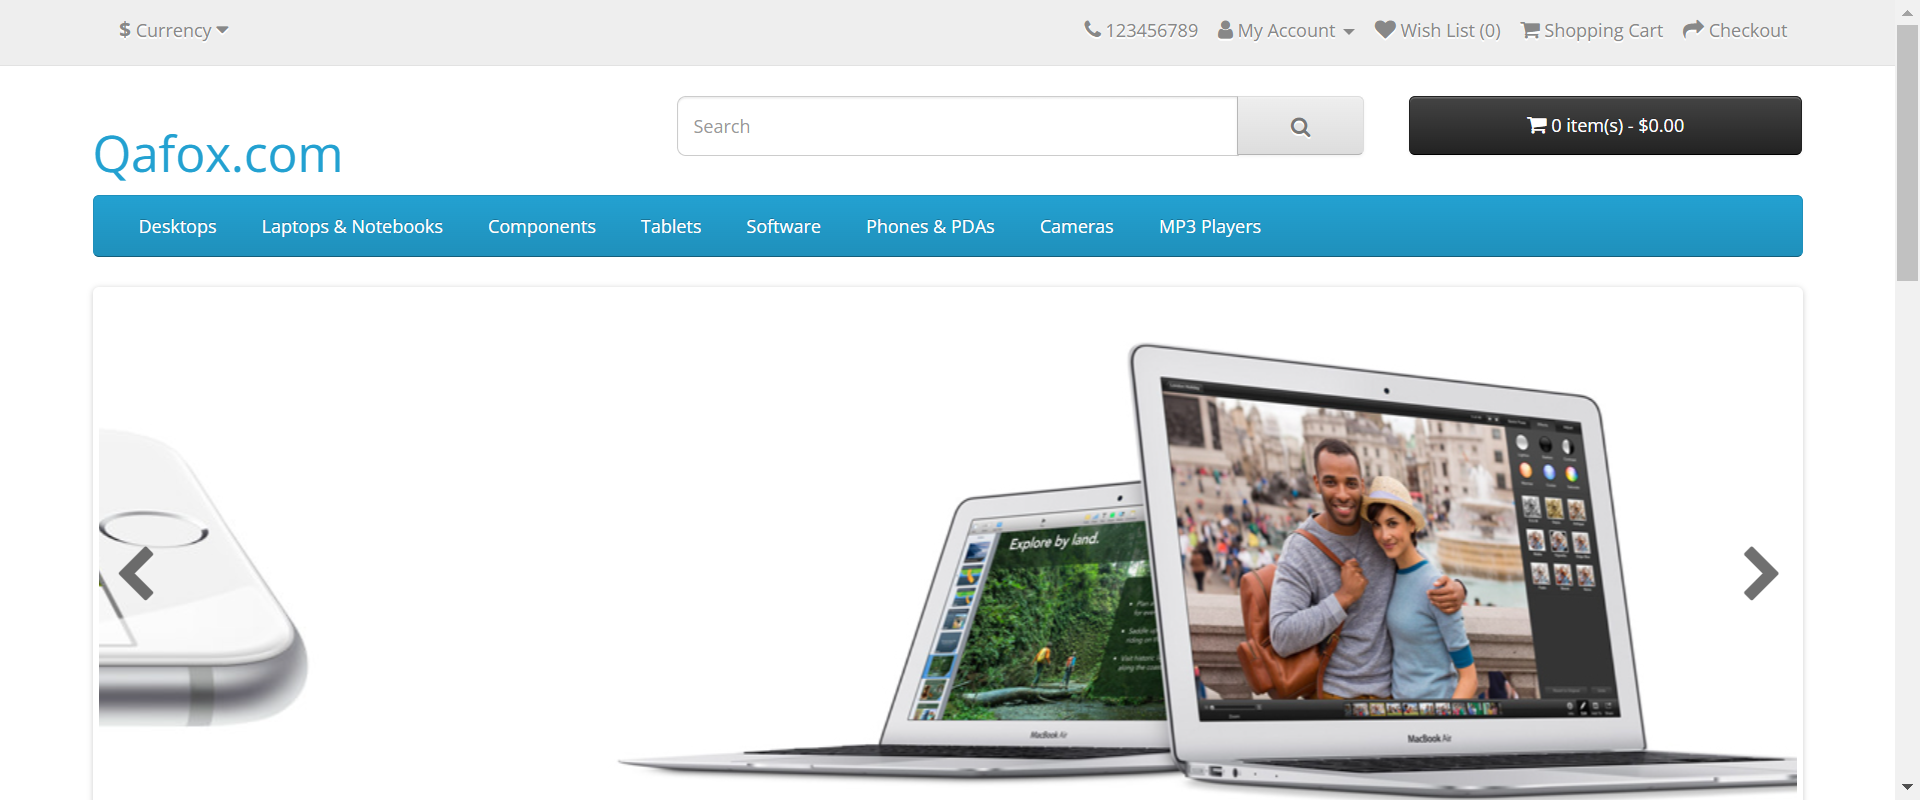 $ Currency
123456789 My Account Wish List (0) Shopping Cart Checkout
Search
0 item(s) - $0.00
Qafox.com
Desktops Laptops & Notebooks Components Tablets Software Phones & PDAs Cameras MP3 Players
Explore by land.
MacBook Air
MacBook Air